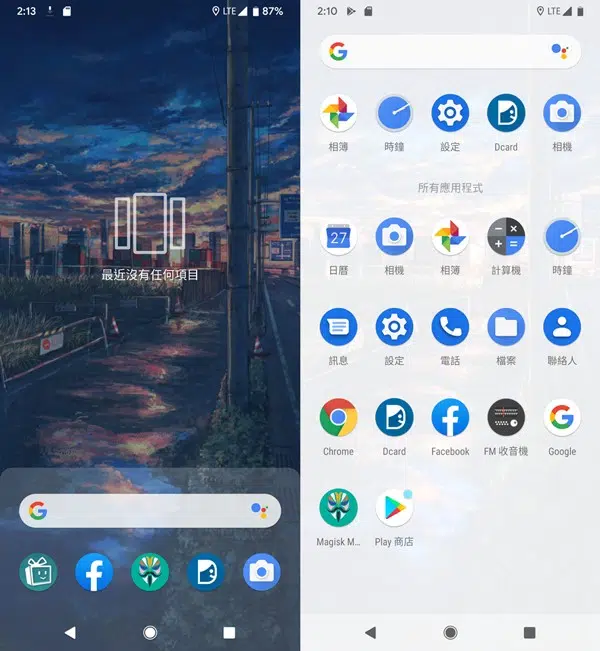 2:13
LTE
87%
最近沒有任何項目
2:10
LTE
相簿
時鐘
設定
Dcard
相機
所有應用程式
27
日曆
相機
相簿
計算機
時鐘
訊息
設定
電話
檔案
聯絡人
Chrome
Dcard
Facebook
FM 收音機
Google
Magisk M...
Play 商店